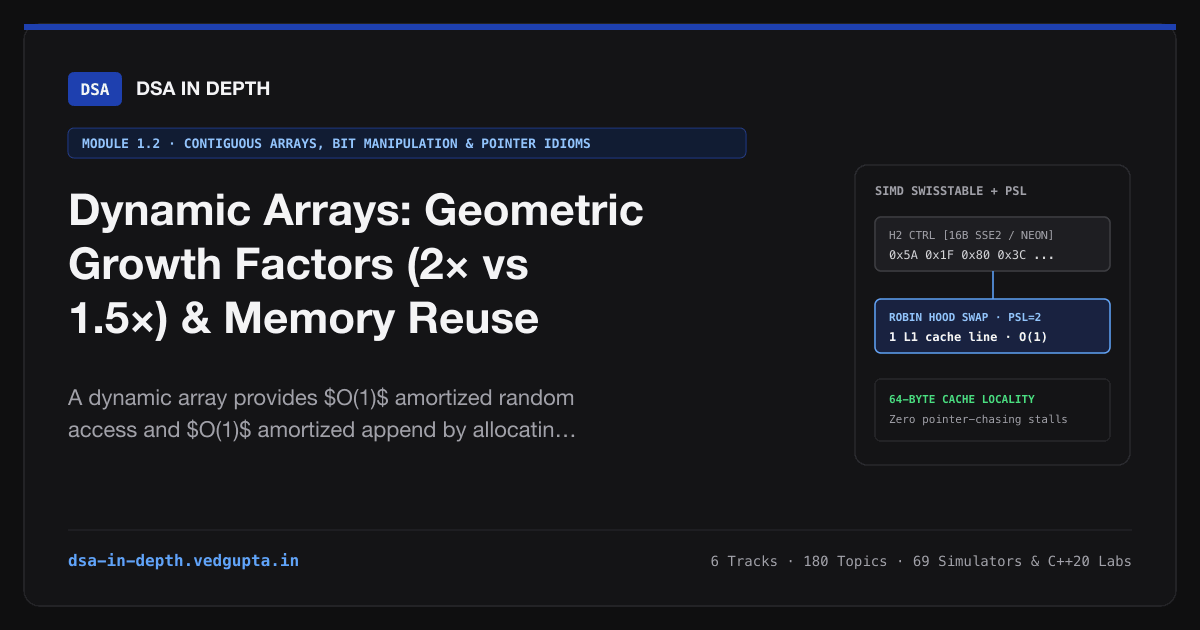 DSA
DSA IN DEPTH
MODULE 1.2 · CONTIGUOUS ARRAYS, BIT MANIPULATION & POINTER IDIOMS
Dynamic Arrays: Geometric
Growth Factors (2× vs
1.5×) & Memory Reuse
A dynamic array provides $O(1)$ amortized random
access and $O(1)$ amortized append by allocatin…
SIMD SWISSTABLE + PSL
H2 CTRL [16B SSE2 / NEON]
0x5A 0x1F 0x80 0x3C ...
ROBIN HOOD SWAP · PSL=2
1 L1 cache line · O(1)
64-BYTE CACHE LOCALITY
Zero pointer-chasing stalls
dsa-in-depth.vedgupta.in
6 Tracks · 180 Topics · 69 Simulators & C++20 Labs